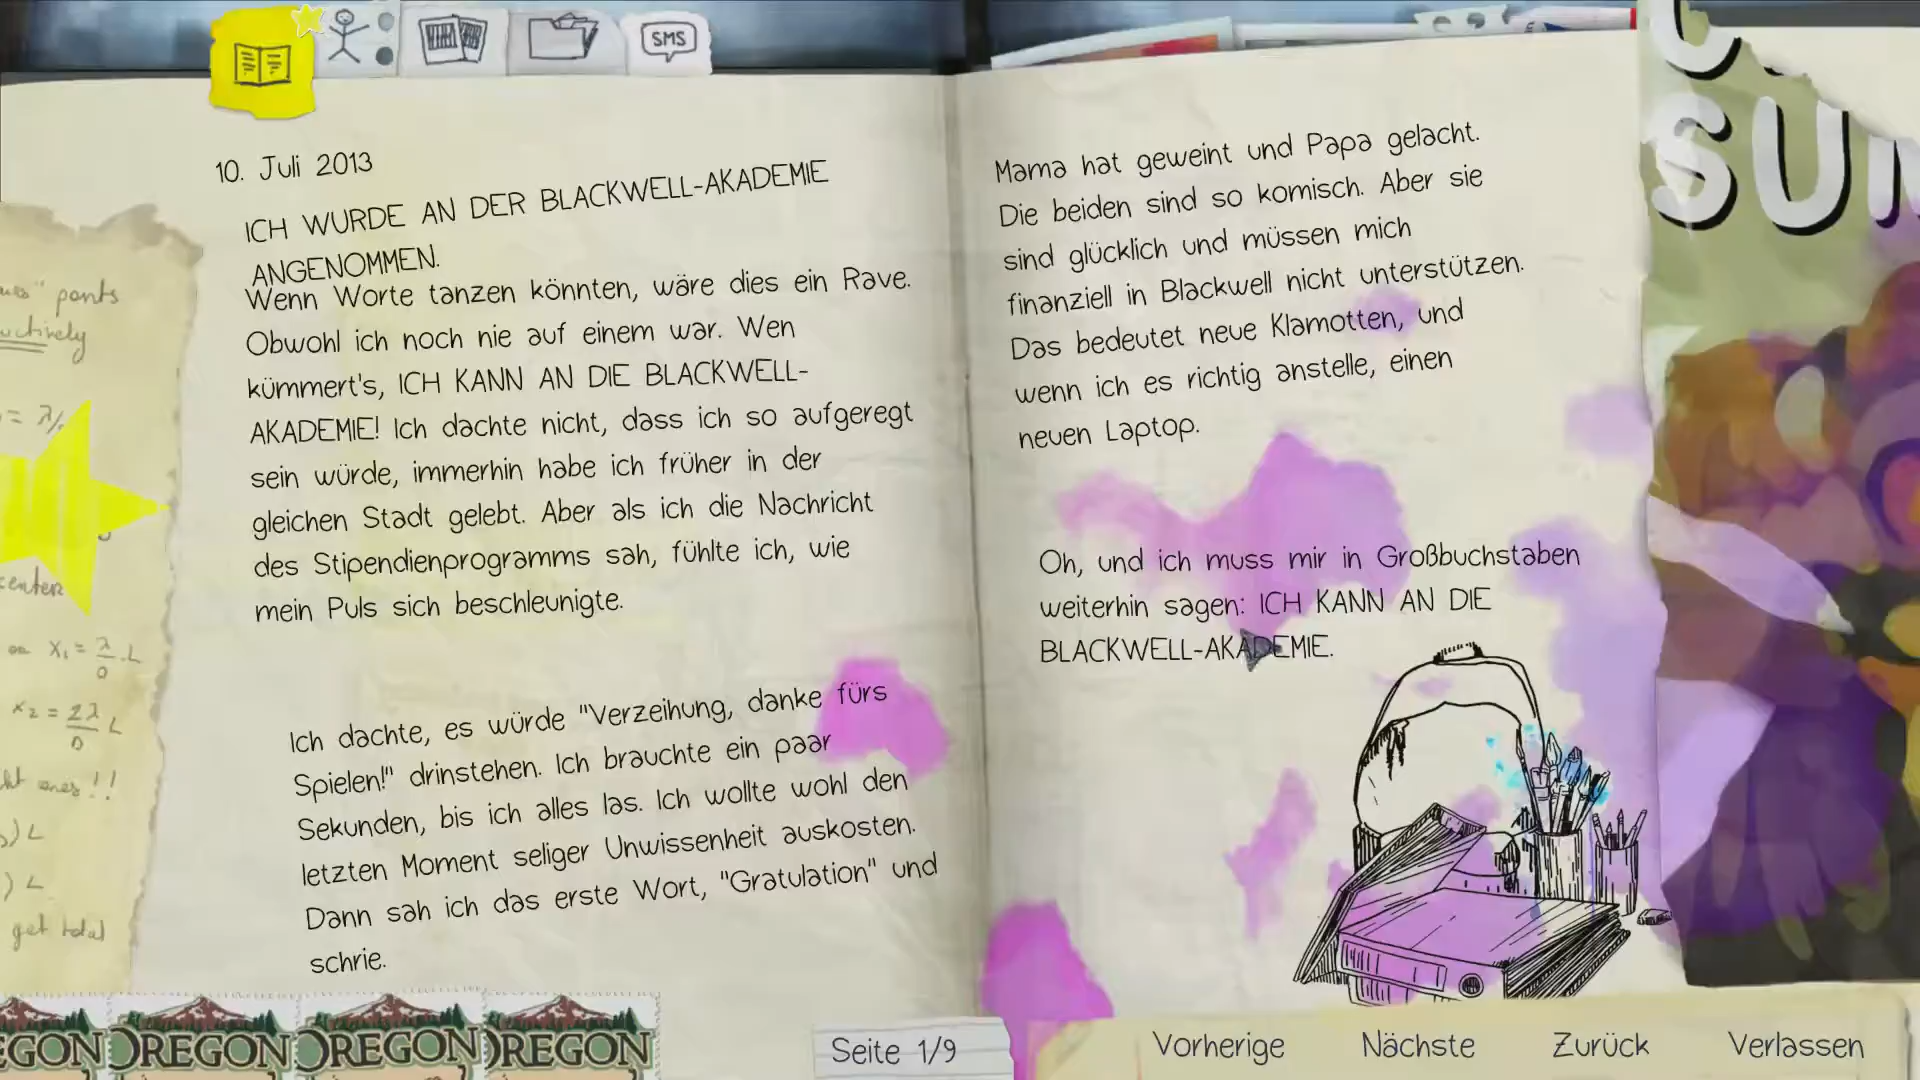 SMS
10. Juli 2013
ICH WURDE AN DER BLACKWELL-AKADEMIE
ANGENOMMEN.
Wenn Worte tanzen könnten, wäre dies ein Rave.
Obwohl ich noch nie auf einem war. Wen
kümmert's, ICH KANN AN DIE BLACKWELL-
AKADEMIE! Ich dachte nicht, dass ich so aufgeregt
sein würde, immerhin habe ich früher in der
gleichen Stadt gelebt. Aber als ich die Nachricht
des Stipendienprogramms sah, fühlte ich, wie
mein Puls sich beschleunigte.
Ich dachte, es würde "Verzeihung, danke fürs
Spielen!" drinstehen. Ich brauchte ein paar
Sekunden, bis ich alles las. Ich wollte wohl den
letzten Moment seliger Unwissenheit auskosten.
Dann sah ich das erste Wort, "Gratulation" und
schrie.
Mama hat geweint und Papa gelacht.
Die beiden sind so komisch. Aber sie
sind glücklich und müssen mich
finanziell in Blackwell nicht unterstützen.
Das bedeutet neue Klamotten, und
wenn ich es richtig anstelle, einen
neuen Laptop.
Oh, und ich muss mir in Großbuchstaben
weiterhin sagen: ICH KANN AN DIE
BLACKWELL-AKADEMIE.
get total
EGON OREGON OREGON OREGON
Seite 1/9
Vorherige
Nächste
Zurück
Verlassen